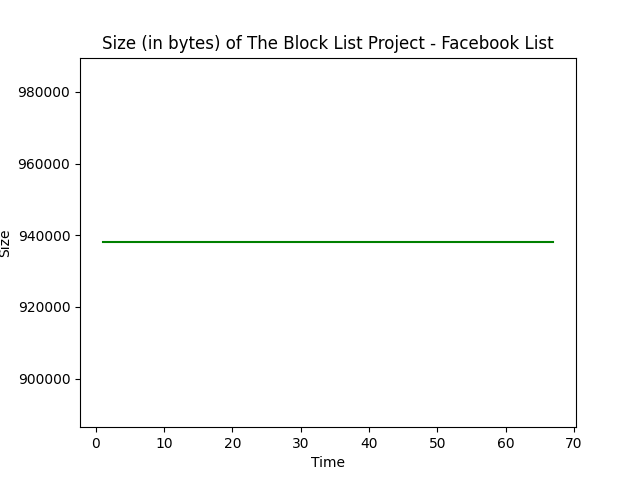 Size (in bytes) of The Block List Project - Facebook List
980000
960000
940000
920000
900000
Size
0 10 20 30 40 50 60 70
Time